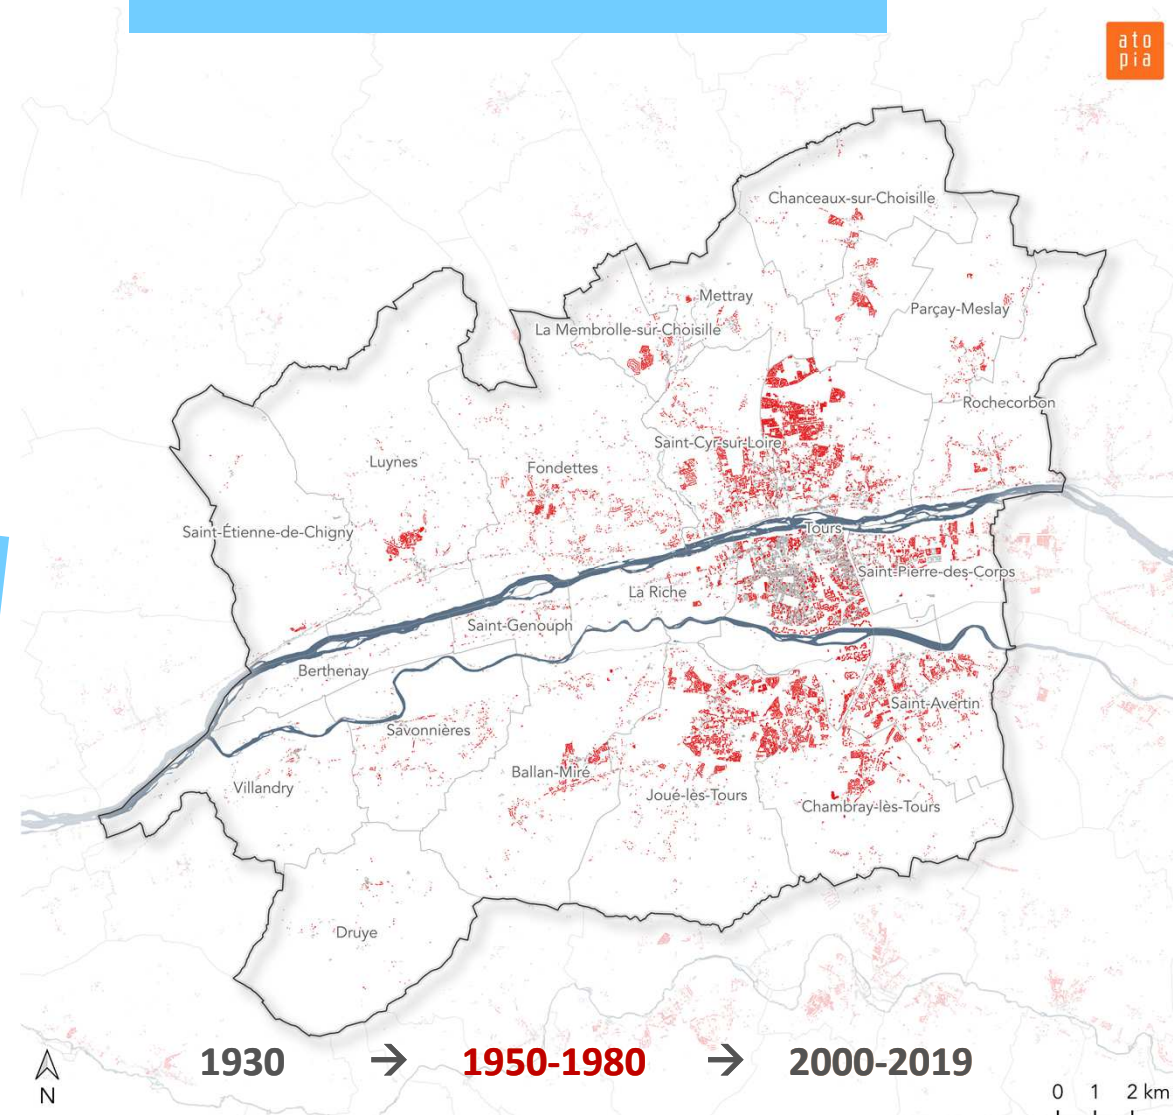 ato
pia
Chanceaux-sur-Choisille
Mettray
Parçay-Meslay
La Membrolle-sur-Choisille
Rochecorbon
Saint-Cyr-sur-Loire
Luynes
Fondettes
Saint-Étienne-de-Chigny
Tours
Saint-Pierre-des-Corps
La Riche
Saint-Genouph
Berthenay
Saint-Avertin
Savonnières
Ballan-Miré
Villandry
Joué-lès-Tours
Chambray-lès-Tours
Druye
1930 → 1950-1980 → 2000-2019
N
0 1 2 km